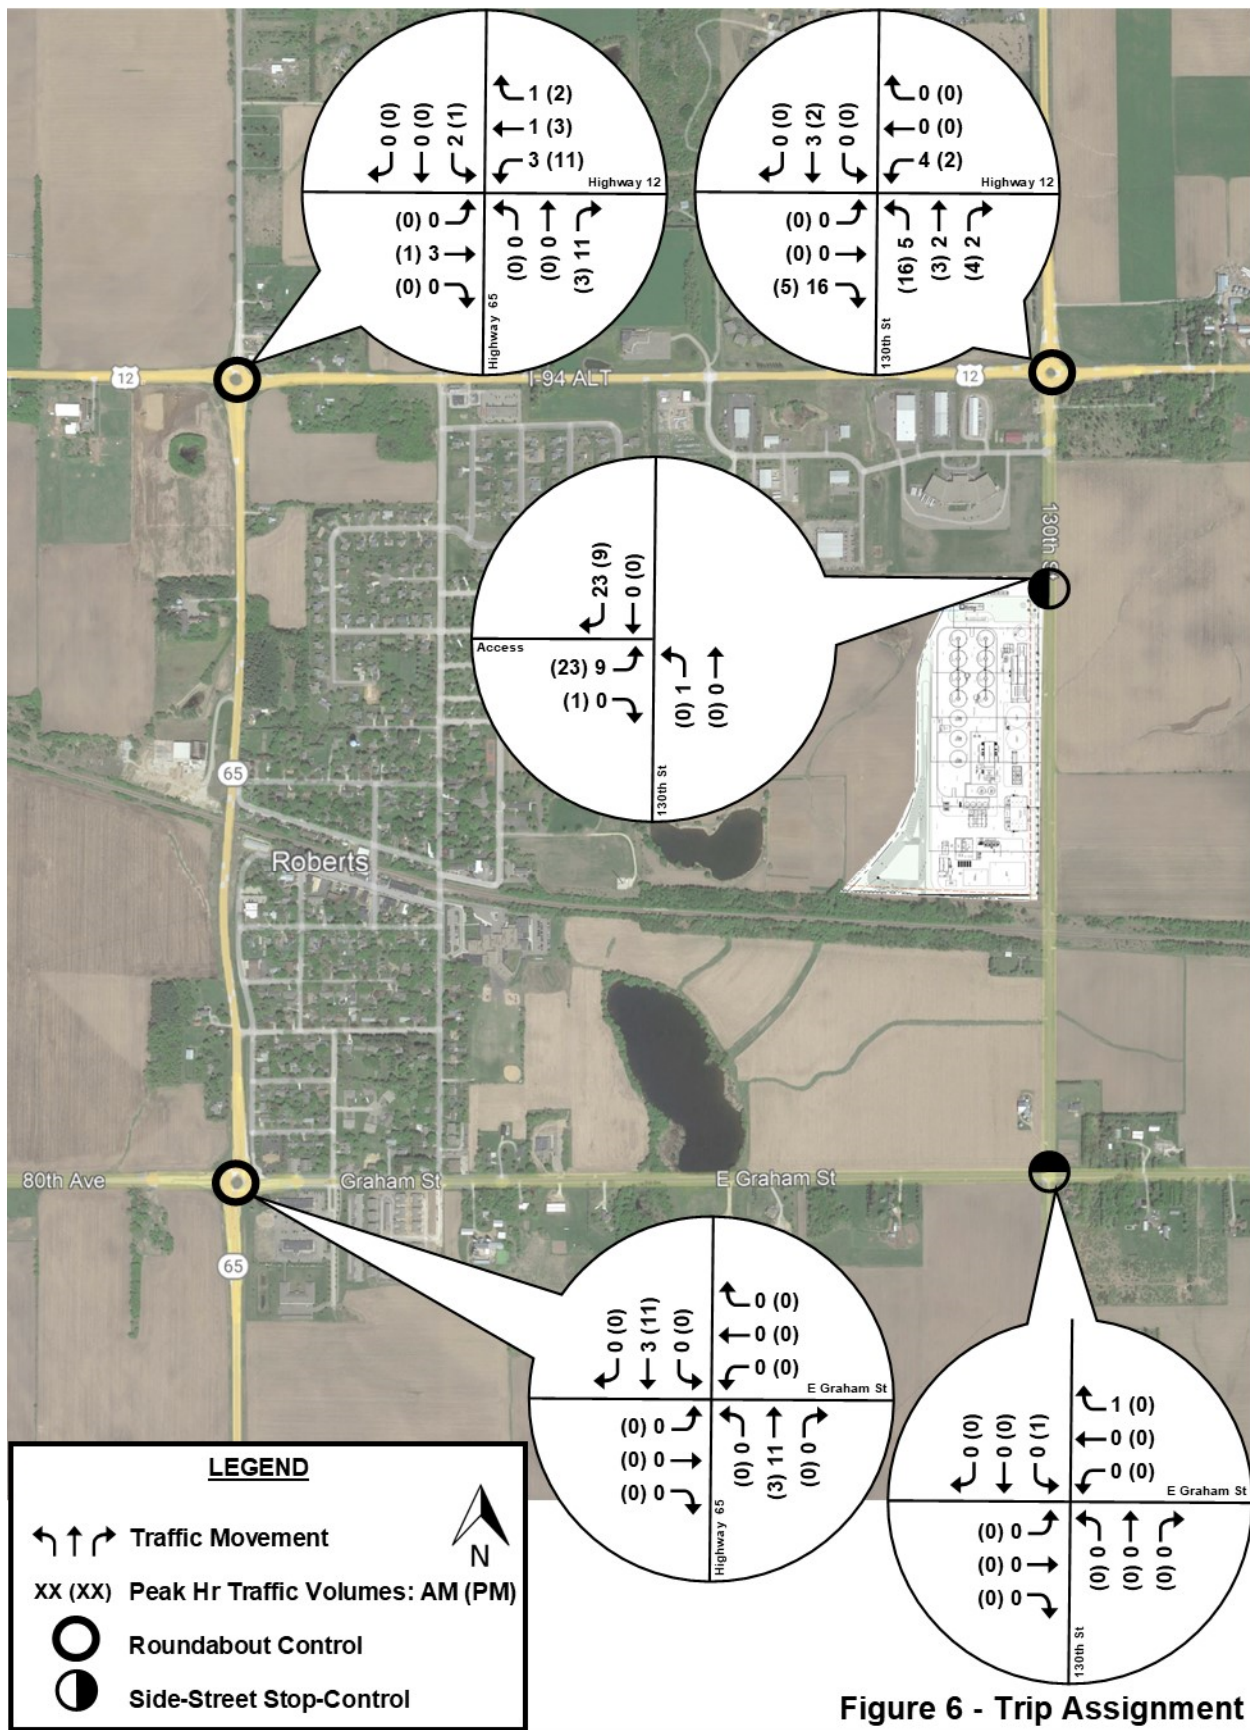 0 (0)
0 (0)
2 (1)
1 (2)
1 (3)
3 (11)
Highway 12
(0) 0
(1) 3
(0) 0
(0) 0
(0) 0
(3) 11
Highway 65
0 (0)
3 (2)
0 (0)
0 (0)
0 (0)
4 (2)
Highway 12
(0) 0
(0) 0
(5) 16
(16) 5
(3) 2
(4) 2
130th St
12
I-94 ALT
12
130th St
23 (9)
0 (0)
Access
(23) 9
(1) 0
(0) 1
(0) 0
130th St
65
Roberts
80th Ave
Graham St
E Graham St
65
0 (0)
3 (11)
0 (0)
0 (0)
0 (0)
0 (0)
E Graham St
(0) 0
(0) 0
(0) 0
(0) 0
(3) 11
(0) 0
Highway 65
0 (0)
0 (0)
0 (1)
1 (0)
0 (0)
0 (0)
E Graham St
(0) 0
(0) 0
(0) 0
(0) 0
(0) 0
(0) 0
130th St
LEGEND
Traffic Movement
N
XX (XX) Peak Hr Traffic Volumes: AM (PM)
Roundabout Control
Side-Street Stop-Control
Figure 6 - Trip Assignment